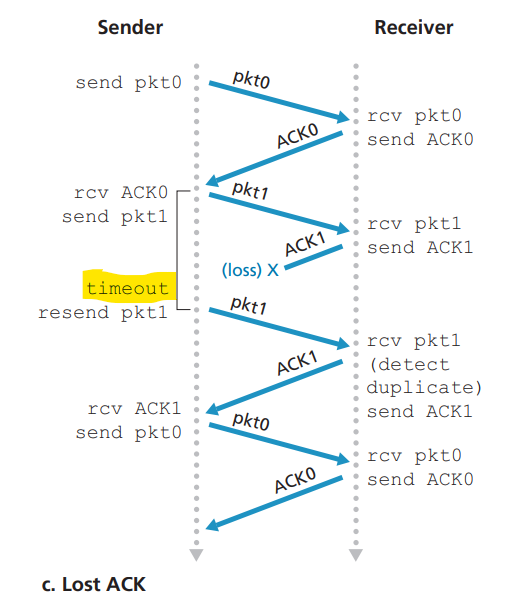 Sender
Receiver
send pkt0
pkt0
rcv pkt0
send ACK0
ACK0
rcv ACK0
send pkt1
pkt1
rcv pkt1
send ACK1
ACK1
(loss) X
timeout
resend pkt1
pkt1
rcv pkt1
(detect
duplicate)
send ACK1
ACK1
rcv ACK1
send pkt0
pkt0
rcv pkt0
send ACK0
ACK0
c. Lost ACK